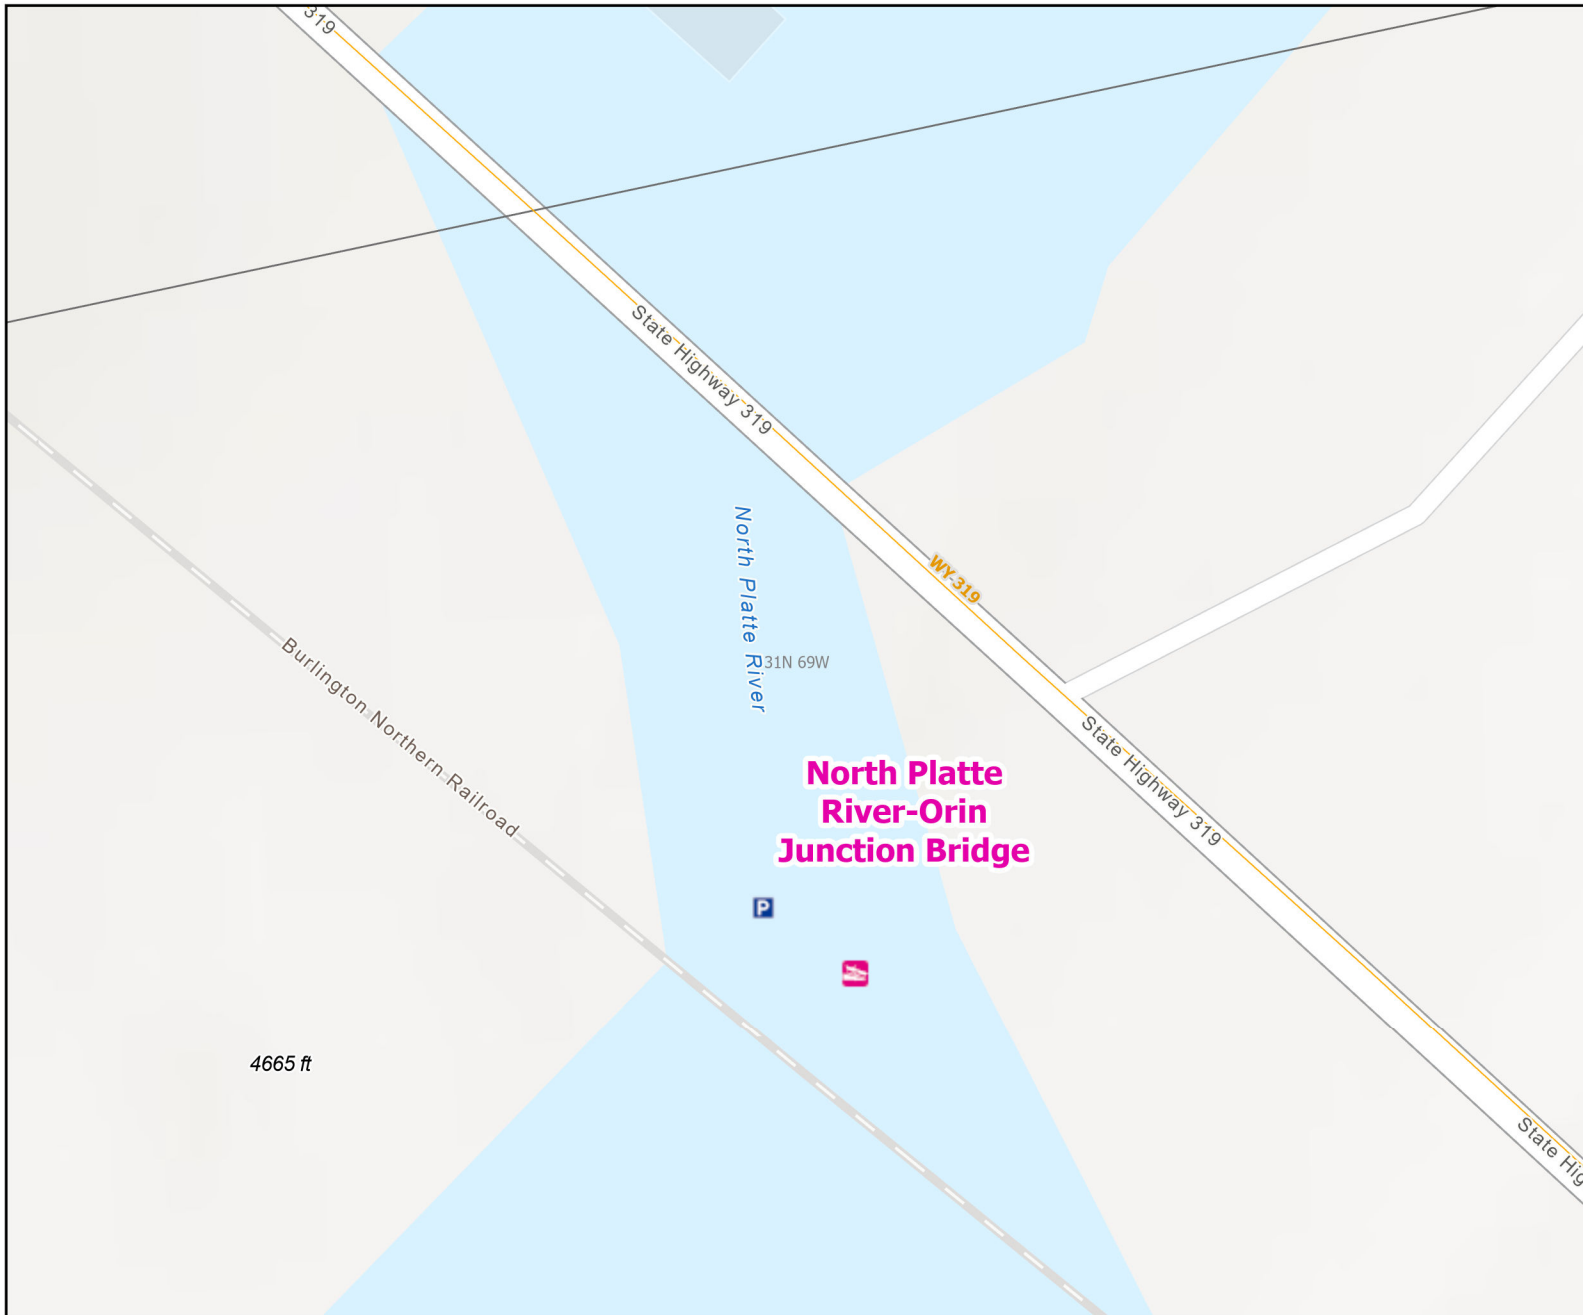 319
State Highway 319
North Platte River
WY-319
31N 69W
Burlington Northern Railroad
State Highway 319
North Platte
River-Orin
Junction Bridge
P
4665 ft
State Hig